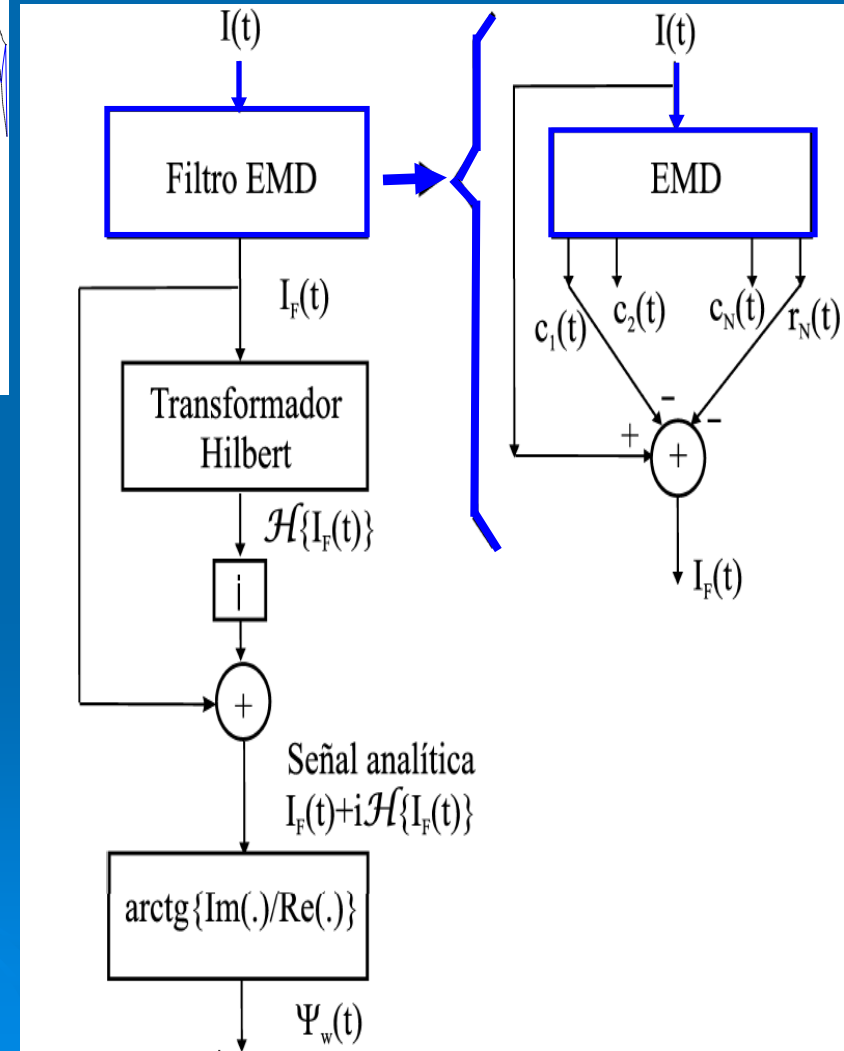 I(t)
Filtro EMD
I_F(t)
Transformador
Hilbert
ℋ{I_F(t)}
i
+
Señal analítica
I_F(t)+iℋ{I_F(t)}
arctg{Im(.)/Re(.)}
Ψ_w(t)
I(t)
EMD
c_1(t)
c_2(t)
c_N(t)
r_N(t)
−
−
+
+
I_F(t)